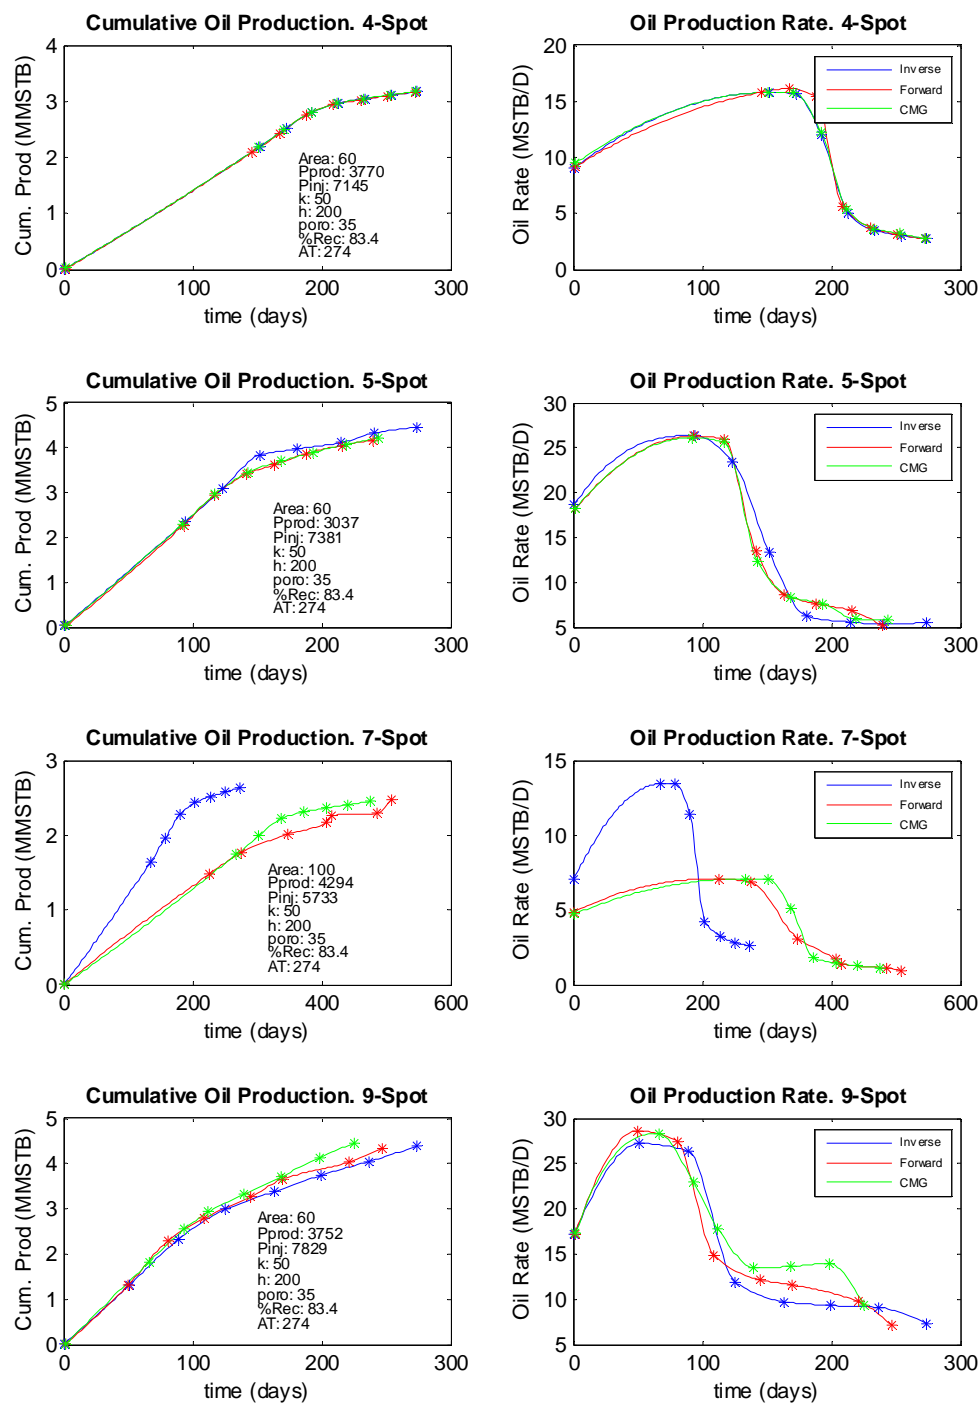 Cumulative Oil Production. 4-Spot
Cum. Prod (MMSTB)
4
3
2
1
0
0 100 200 300
time (days)
Area: 60
Pprod: 3770
Pinj: 7145
k: 50
h: 200
poro: 35
%Rec: 83.4
AT: 274
Oil Production Rate. 4-Spot
Oil Rate (MSTB/D)
20
15
10
5
0
0 100 200 300
time (days)
Inverse
Forward
CMG
Cumulative Oil Production. 5-Spot
Cum. Prod (MMSTB)
5
4
3
2
1
0
0 100 200 300
time (days)
Area: 60
Pprod: 3037
Pinj: 7381
k: 50
h: 200
poro: 35
%Rec: 83.4
AT: 274
Oil Production Rate. 5-Spot
Oil Rate (MSTB/D)
30
25
20
15
10
5
0 100 200 300
time (days)
Inverse
Forward
CMG
Cumulative Oil Production. 7-Spot
Cum. Prod (MMSTB)
3
2
1
0
0 200 400 600
time (days)
Area: 100
Pprod: 4294
Pinj: 5733
k: 50
h: 200
poro: 35
%Rec: 83.4
AT: 274
Oil Production Rate. 7-Spot
Oil Rate (MSTB/D)
15
10
5
0
0 200 400 600
time (days)
Inverse
Forward
CMG
Cumulative Oil Production. 9-Spot
Cum. Prod (MMSTB)
5
4
3
2
1
0
0 100 200 300
time (days)
Area: 60
Pprod: 3752
Pinj: 7829
k: 50
h: 200
poro: 35
%Rec: 83.4
AT: 274
Oil Production Rate. 9-Spot
Oil Rate (MSTB/D)
30
25
20
15
10
5
0 100 200 300
time (days)
Inverse
Forward
CMG